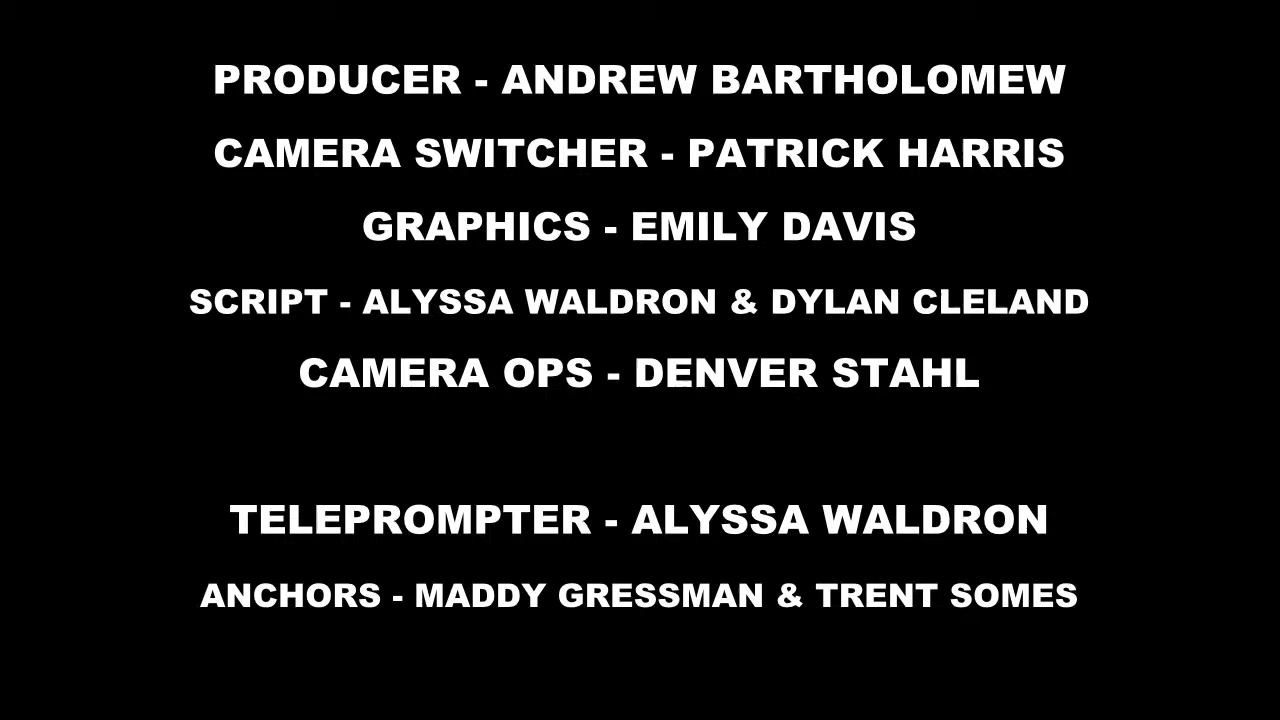 PRODUCER - ANDREW BARTHOLOMEW
CAMERA SWITCHER - PATRICK HARRIS
GRAPHICS - EMILY DAVIS
SCRIPT - ALYSSA WALDRON & DYLAN CLELAND
CAMERA OPS - DENVER STAHL
TELEPROMPTER - ALYSSA WALDRON
ANCHORS - MADDY GRESSMAN & TRENT SOMES